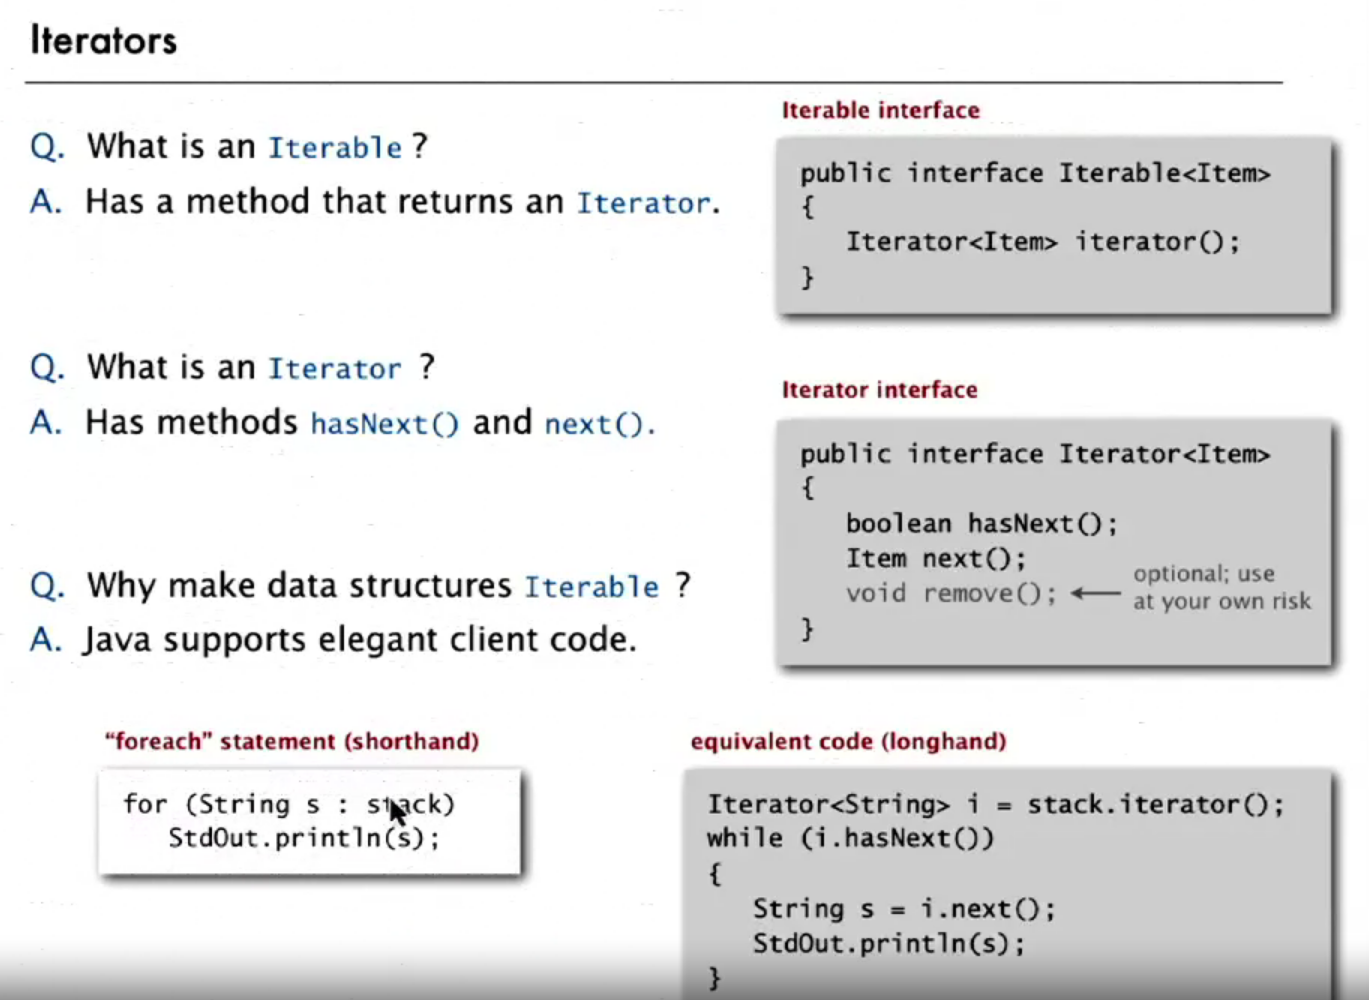 Iterators
Q. What is an Iterable ?
A. Has a method that returns an Iterator.
Iterable interface
public interface Iterable<Item>
{
Iterator<Item> iterator();
}
Q. What is an Iterator ?
A. Has methods hasNext() and next().
Iterator interface
public interface Iterator<Item>
{
boolean hasNext();
Item next();
void remove();
optional; use
at your own risk
}
Q. Why make data structures Iterable ?
A. Java supports elegant client code.
“foreach” statement (shorthand)
for (String s : stack)
StdOut.println(s);
equivalent code (longhand)
Iterator<String> i = stack.iterator();
while (i.hasNext())
{
String s = i.next();
StdOut.println(s);
}